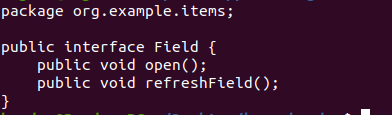 package org.example.items;
public interface Field {
    public void open();
    public void refreshField();
}